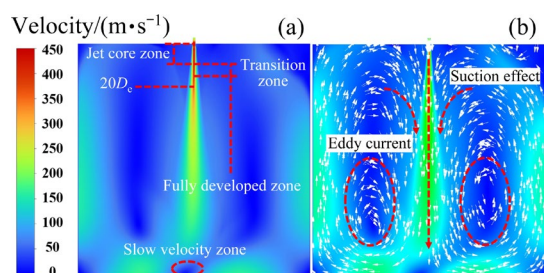 Velocity/(m•s⁻¹)
450
400
350
300
250
200
150
100
50
0
(a)
Jet core zone
Transition
zone
20Dₑ
Fully developed zone
Slow velocity zone
(b)
Suction effect
Eddy current